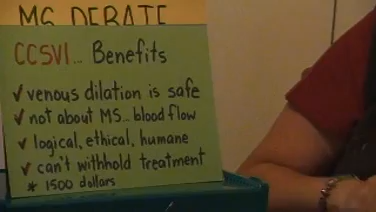 MS DEBATE
CCSVI... Benefits
✓ venous dilation is safe
✓ not about MS... blood flow
✓ logical, ethical, humane
✓ can't withhold treatment
* 1500 dollars